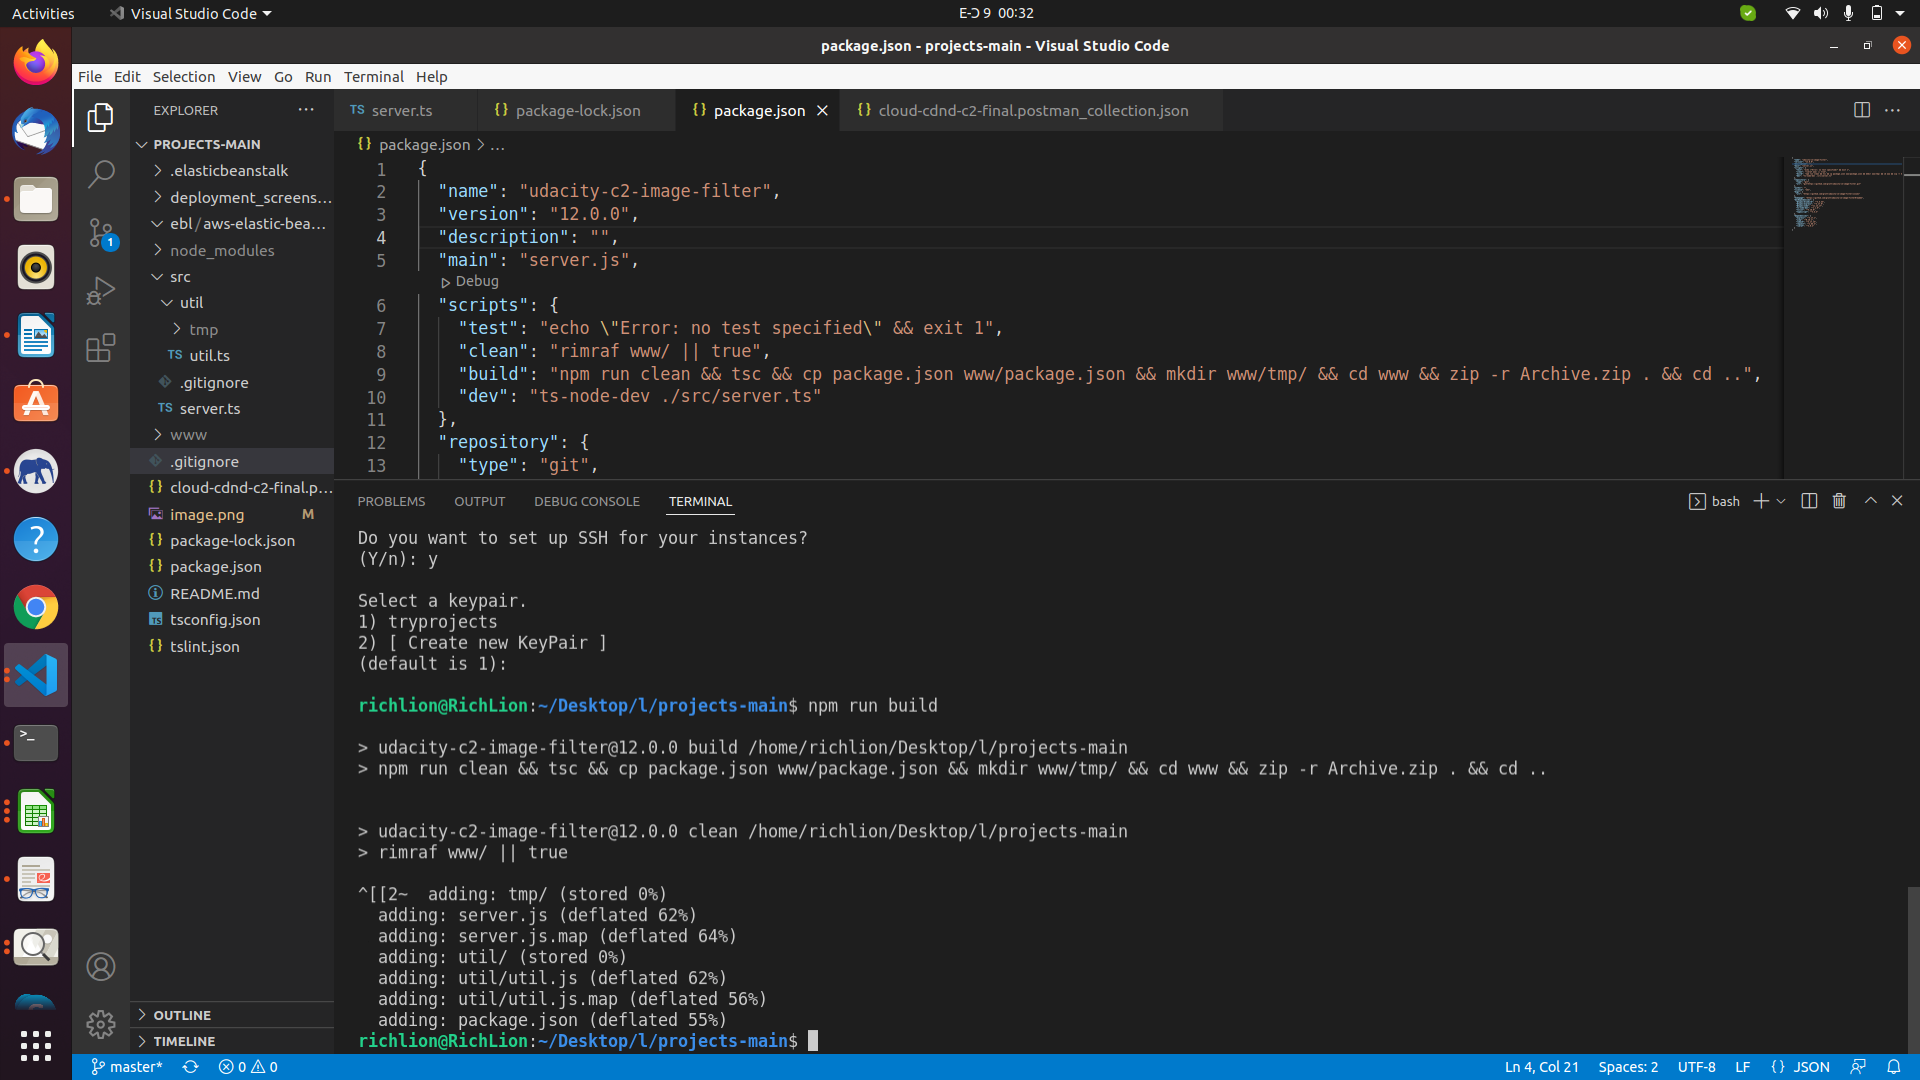 Activities
Visual Studio Code
00:32
package.json - projects-main - Visual Studio Code
File Edit Selection View Go Run Terminal Help
EXPLORER ···
PROJECTS-MAIN
.elasticbeanstalk
deployment_screens...
ebl / aws-elastic-bea...
node_modules
src
util
tmp
TS util.ts
.gitignore
TS server.ts
www
.gitignore
{} cloud-cdnd-c2-final.p...
image.png M
{} package-lock.json
{} package.json
README.md
TS tsconfig.json
{} tslint.json
OUTLINE
TIMELINE
1
TS server.ts
{} package-lock.json
{} package.json
{} cloud-cdnd-c2-final.postman_collection.json
{} package.json > ...
1 {
2 "name": "udacity-c2-image-filter",
3 "version": "12.0.0",
4 "description": "",
5 "main": "server.js",
Debug
6 "scripts": {
7 "test": "echo \"Error: no test specified\" && exit 1",
8 "clean": "rimraf www/ || true",
9 "build": "npm run clean && tsc && cp package.json www/package.json && mkdir www/tmp/ && cd www && zip -r Archive.zip . && cd ..",
10 "dev": "ts-node-dev ./src/server.ts"
11 },
12 "repository": {
13 "type": "git",
PROBLEMS OUTPUT DEBUG CONSOLE TERMINAL
bash
Do you want to set up SSH for your instances?
(Y/n): y
Select a keypair.
1) tryprojects
2) [ Create new KeyPair ]
(default is 1):
richlion@RichLion:~/Desktop/l/projects-main$ npm run build
> udacity-c2-image-filter@12.0.0 build /home/richlion/Desktop/l/projects-main
> npm run clean && tsc && cp package.json www/package.json && mkdir www/tmp/ && cd www && zip -r Archive.zip . && cd ..
> udacity-c2-image-filter@12.0.0 clean /home/richlion/Desktop/l/projects-main
> rimraf www/ || true
^[[2~  adding: tmp/ (stored 0%)
adding: server.js (deflated 62%)
adding: server.js.map (deflated 64%)
adding: util/ (stored 0%)
adding: util/util.js (deflated 62%)
adding: util/util.js.map (deflated 56%)
adding: package.json (deflated 55%)
richlion@RichLion:~/Desktop/l/projects-main$
master* 0 0
Ln 4, Col 21 Spaces: 2 UTF-8 LF {} JSON